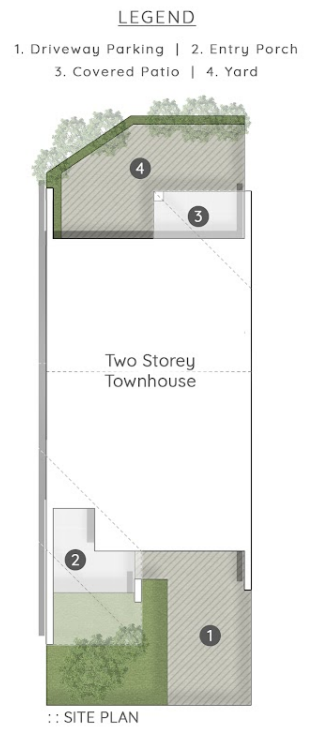 LEGEND
1. Driveway Parking | 2. Entry Porch
3. Covered Patio | 4. Yard
4
3
Two Storey
Townhouse
2
1
:: SITE PLAN